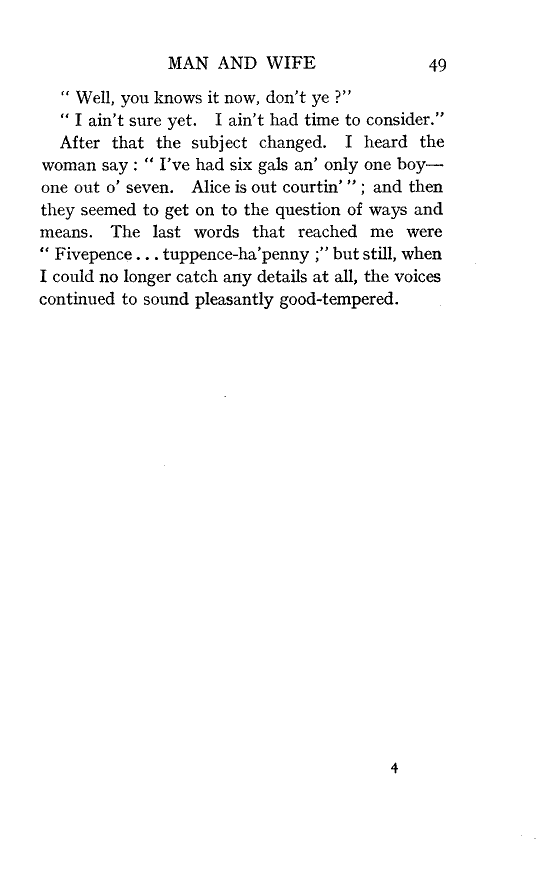 MAN AND WIFE 49
“ Well, you knows it now, don't ye ?”
“ I ain't sure yet. I ain't had time to consider.”
After that the subject changed. I heard the
woman say : “ I've had six gals an' only one boy—
one out o' seven. Alice is out courtin' ” ; and then
they seemed to get on to the question of ways and
means. The last words that reached me were
“ Fivepence . . . tuppence-ha'penny ;” but still, when
I could no longer catch any details at all, the voices
continued to sound pleasantly good-tempered.
4